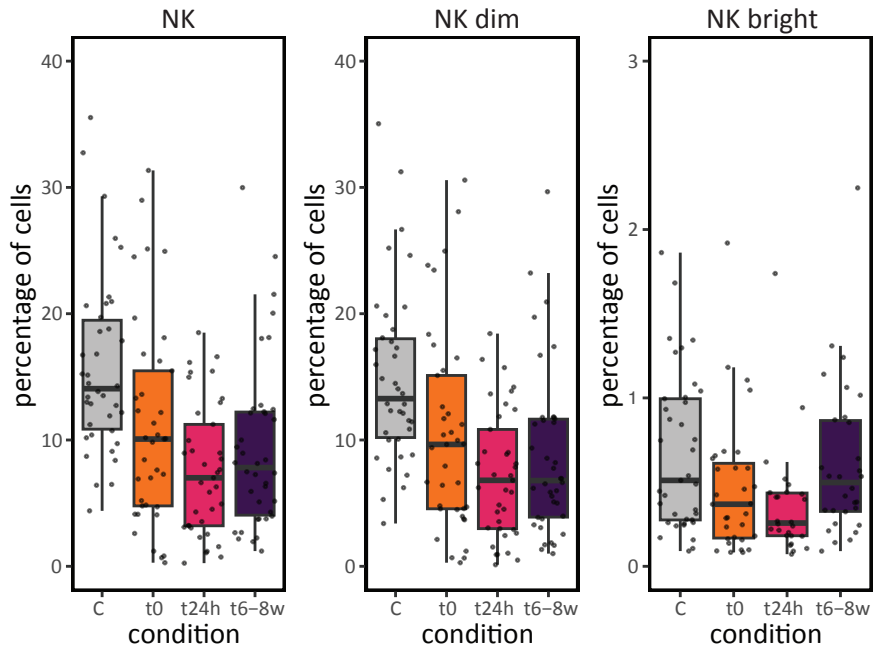 NK
NK dim
NK bright
percentage of cells
40
30
20
10
0
C t0 t24h t6-8w
condition
percentage of cells
40
30
20
10
0
C t0 t24h t6-8w
condition
percentage of cells
3
2
1
0
C t0 t24h t6-8w
condition